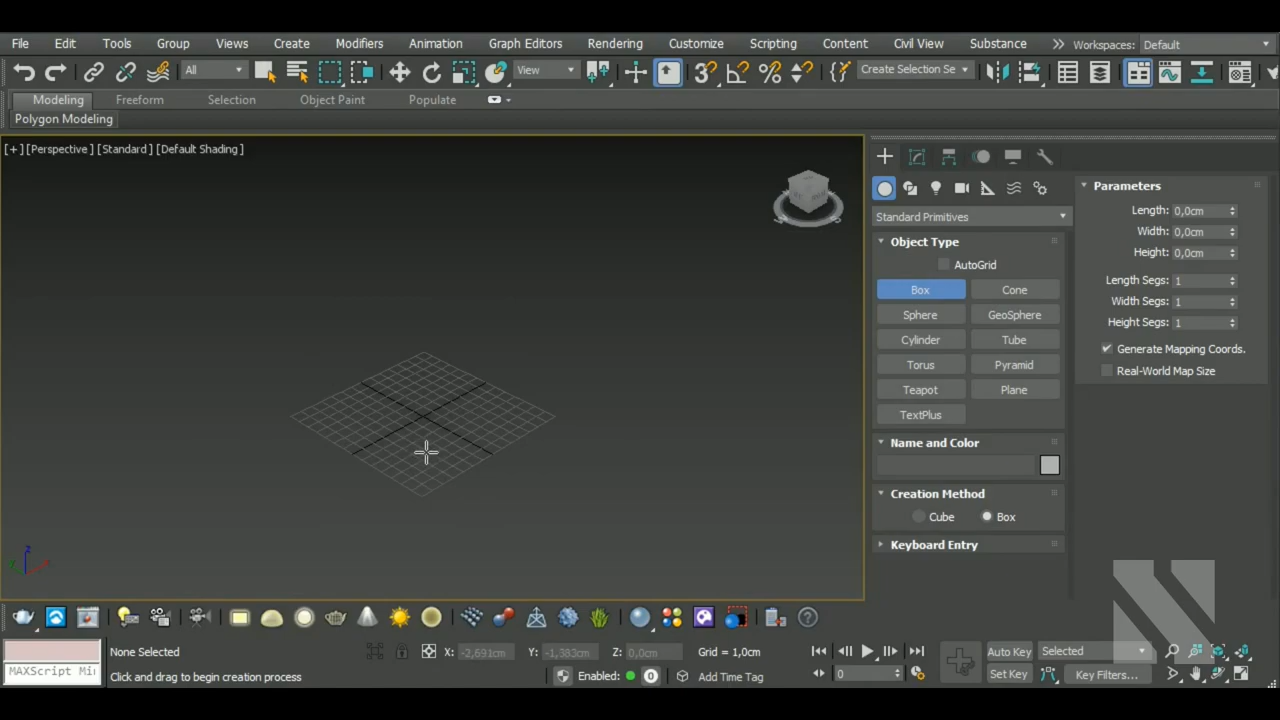 File Edit Tools Group Views Create Modifiers Animation Graph Editors Rendering Customize Scripting Content Civil View Substance Workspaces: Default
All View Create Selection Se
Modeling Freeform Selection Object Paint Populate
Polygon Modeling
[+] [Perspective] [Standard] [Default Shading]
Standard Primitives
Object Type
AutoGrid
Box Cone
Sphere GeoSphere
Cylinder Tube
Torus Pyramid
Teapot Plane
TextPlus
Name and Color
Creation Method
Cube Box
Keyboard Entry
Parameters
Length: 0,0cm
Width: 0,0cm
Height: 0,0cm
Length Segs: 1
Width Segs: 1
Height Segs: 1
Generate Mapping Coords.
Real-World Map Size
z
None Selected X: -2,691cm Y: -1,383cm Z: 0,0cm Grid = 1,0cm Auto Key Selected
MAXScript Mi Click and drag to begin creation process Enabled: 0 Add Time Tag 0 Set Key Key Filters...